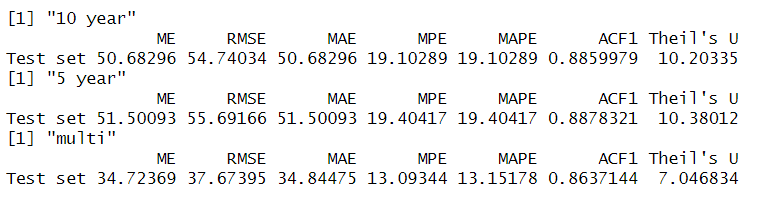 [1] "10 year"
ME RMSE MAE MPE MAPE ACF1 Theil's U
Test set 50.68296 54.74034 50.68296 19.10289 19.10289 0.8859979 10.20335
[1] "5 year"
ME RMSE MAE MPE MAPE ACF1 Theil's U
Test set 51.50093 55.69166 51.50093 19.40417 19.40417 0.8878321 10.38012
[1] "multi"
ME RMSE MAE MPE MAPE ACF1 Theil's U
Test set 34.72369 37.67395 34.84475 13.09344 13.15178 0.8637144 7.046834